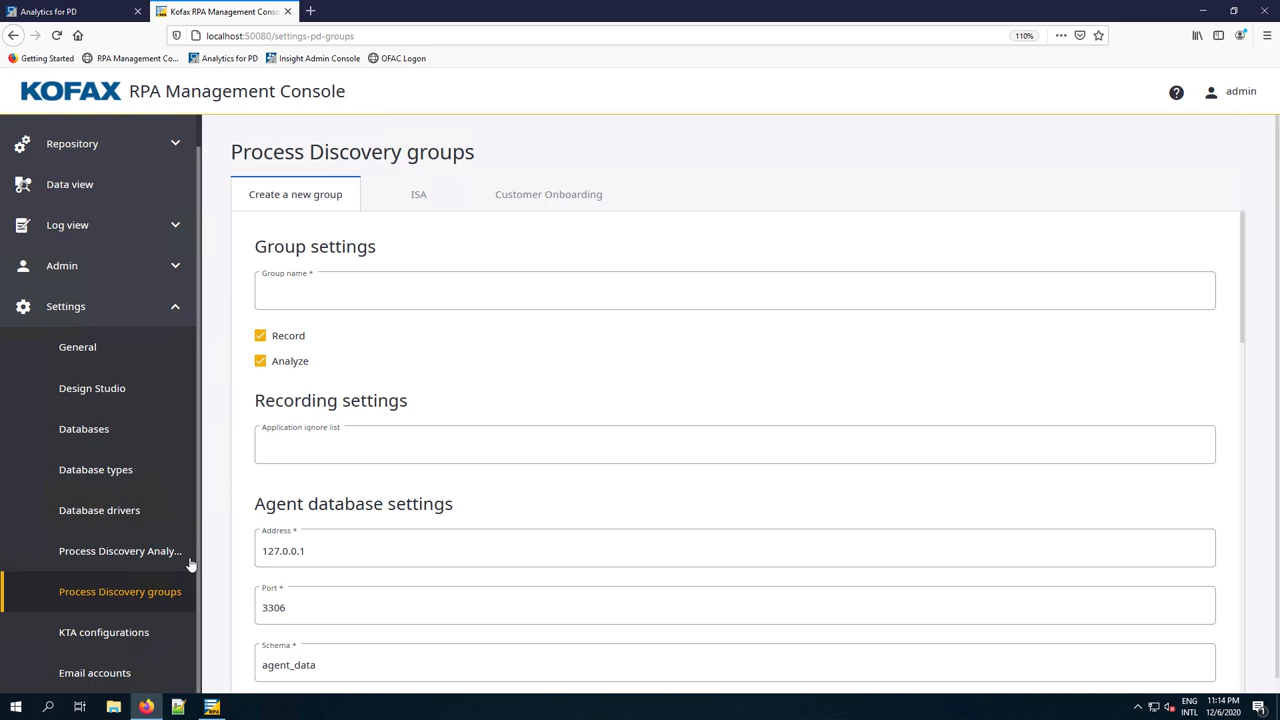 Analytics for PD
Kofax RPA Management Conso
localhost:50080/settings-pd-groups
110%
Getting Started
RPA Management Co...
Analytics for PD
Insight Admin Console
OFAC Logon
KOFAX RPA Management Console
admin
Repository
Data view
Log view
Admin
Settings
General
Design Studio
Databases
Database types
Database drivers
Process Discovery Analy...
Process Discovery groups
KTA configurations
Email accounts
Process Discovery groups
Create a new group
ISA
Customer Onboarding
Group settings
Group name *
Record
Analyze
Recording settings
Application ignore list
Agent database settings
Address *
127.0.0.1
Port *
3306
Schema *
agent_data
RPA
ENG
INTL
11:14 PM
12/6/2020
1